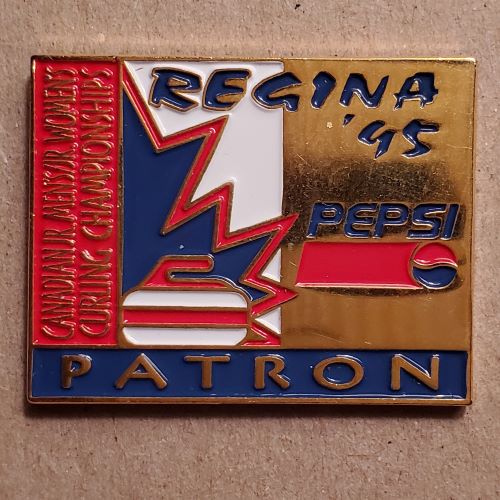 CANADIAN JR. MEN'S/JR. WOMEN'S
CURLING CHAMPIONSHIPS
REGINA
'95
PEPSI
PATRON